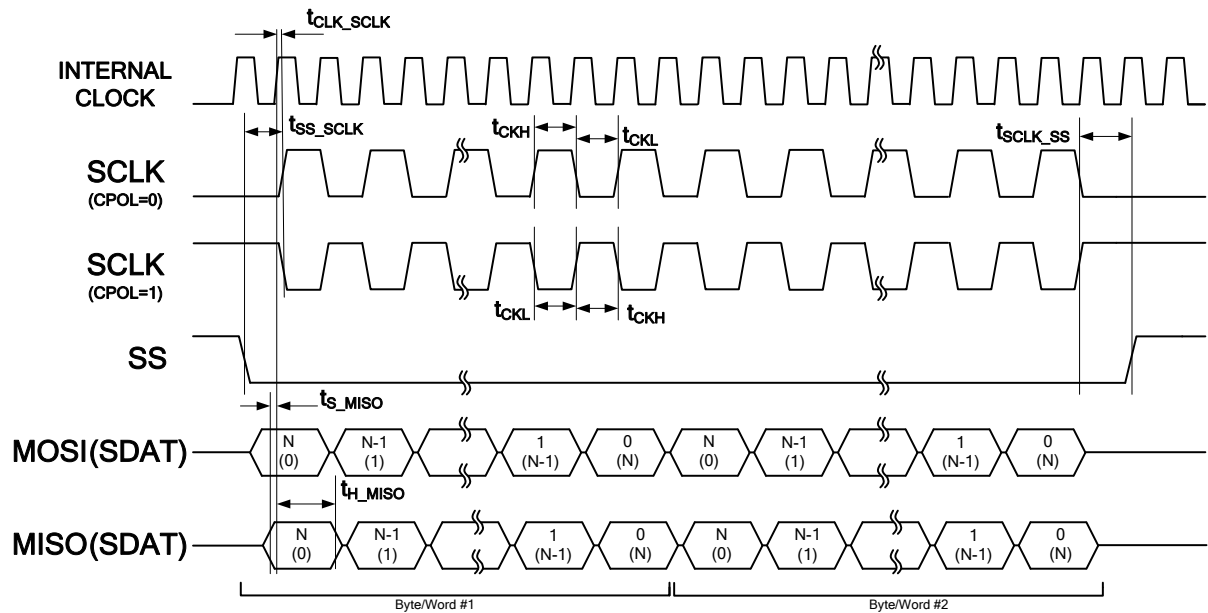 tCLK_SCLK
INTERNAL
CLOCK
tSS_SCLK
tCKH
tCKL
tSCLK_SS
SCLK
(CPOL=0)
SCLK
(CPOL=1)
tCKL
tCKH
SS
tS_MISO
MOSI(SDAT)
N N-1 1 0 N N-1 1 0
(0) (1) (N-1) (N) (0) (1) (N-1) (N)
tH_MISO
MISO(SDAT)
N N-1 1 0 N N-1 1 0
(0) (1) (N-1) (N) (0) (1) (N-1) (N)
Byte/Word #1 Byte/Word #2